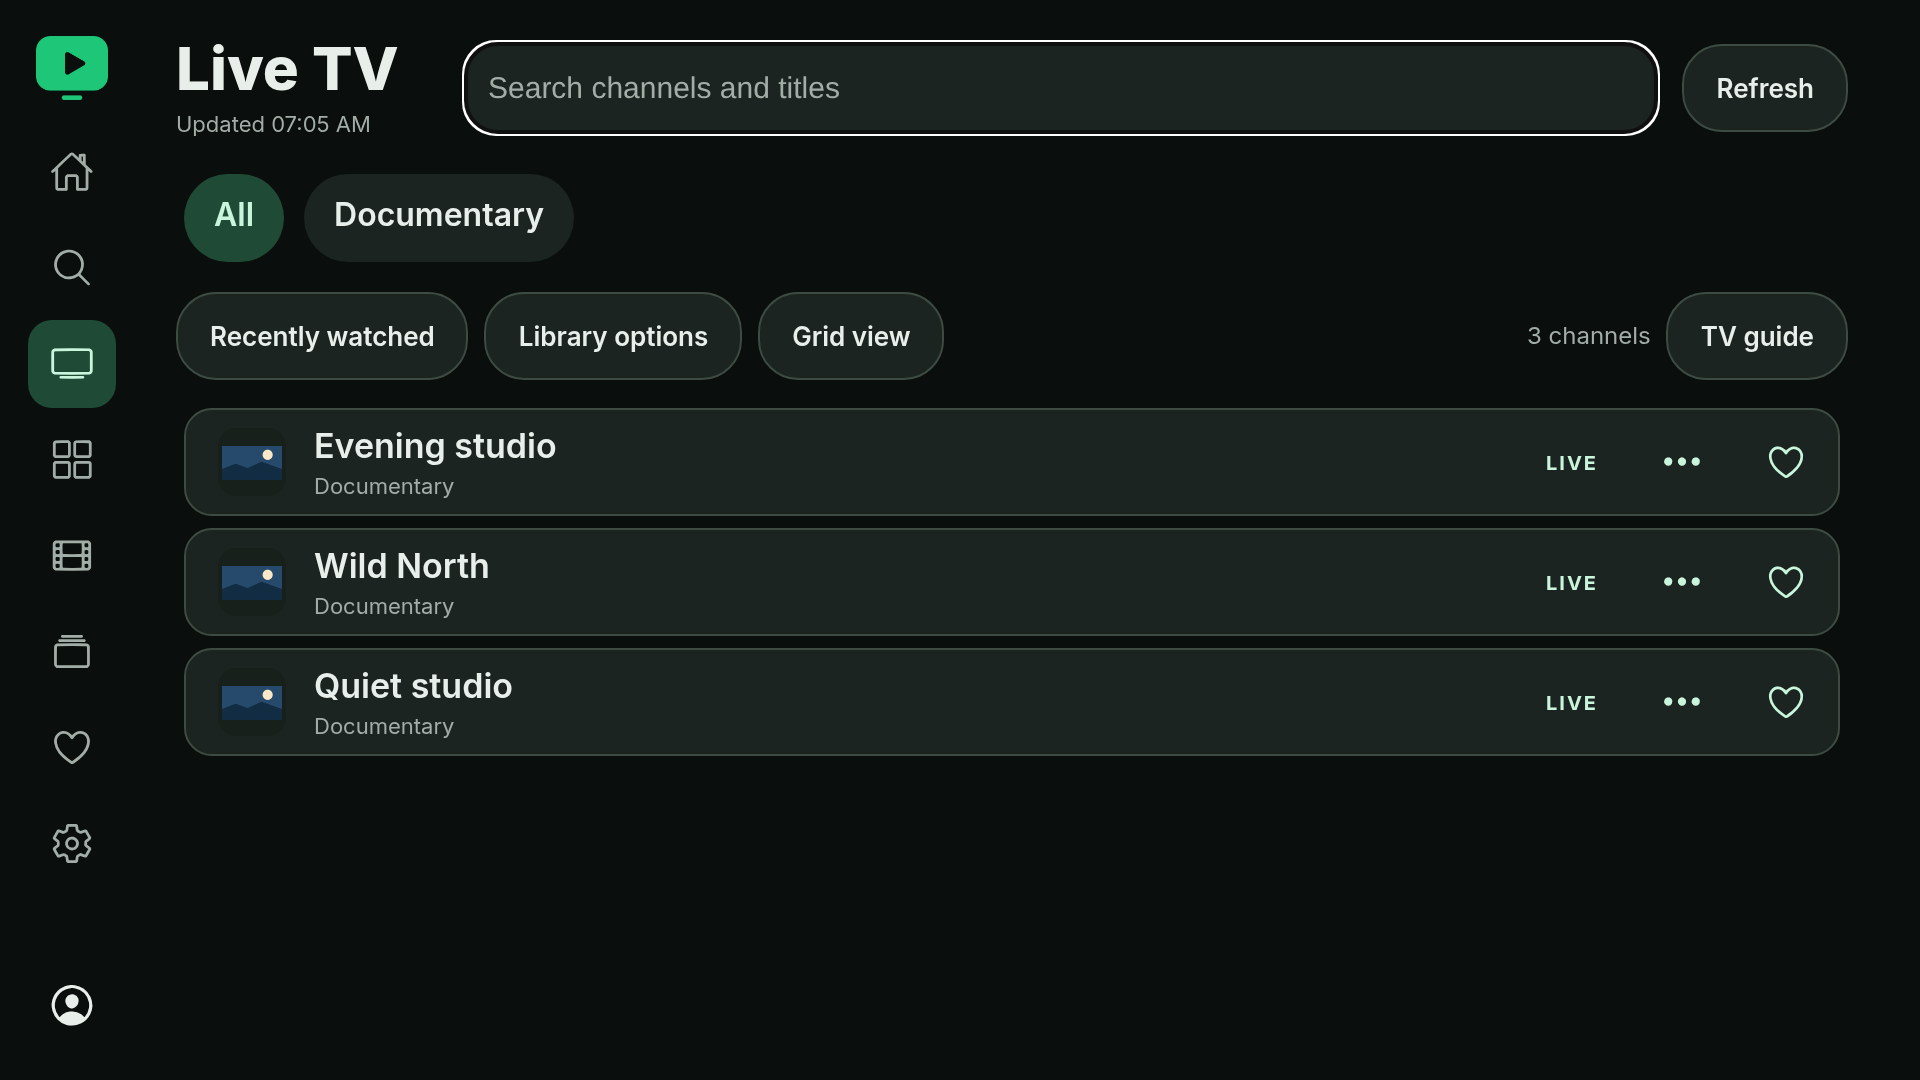 Live TV
Updated 07:05 AM
Search channels and titles
Refresh
All
Documentary
Recently watched
Library options
Grid view
3 channels
TV guide
Evening studio
Documentary
LIVE
Wild North
Documentary
LIVE
Quiet studio
Documentary
LIVE